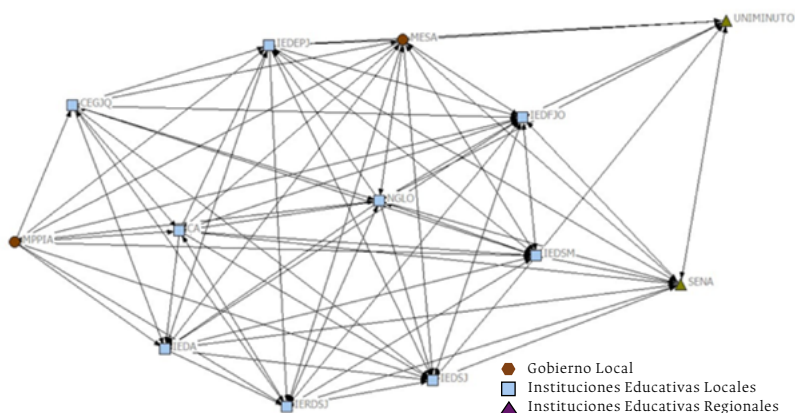 UNIMINUTO
IEDEPJ
MESA
CEGJQ
IEDFJO
NGLO
CA
MPPIA
IEDSM
SENA
IEDA
IEDSJ
IERDSJ
Gobierno Local
Instituciones Educativas Locales
Instituciones Educativas Regionales